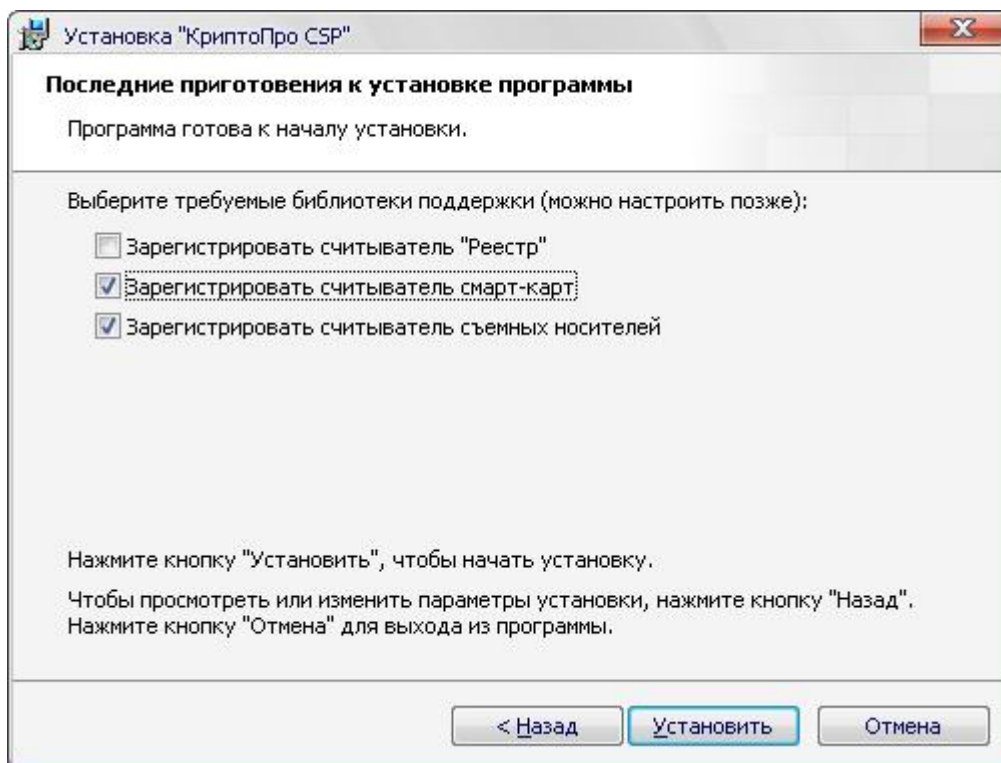 Установка "КриптоПро CSP"
Последние приготовения к установке программы
Программа готова к началу установки.
Выберите требуемые библиотеки поддержки (можно настроить позже):
Зарегистрировать считыватель "Реестр"
Зарегистрировать считыватель смарт-карт
Зарегистрировать считыватель съемных носителей
Нажмите кнопку "Установить", чтобы начать установку.
Чтобы просмотреть или изменить параметры установки, нажмите кнопку "Назад".
Нажмите кнопку "Отмена" для выхода из программы.
< Назад Установить Отмена